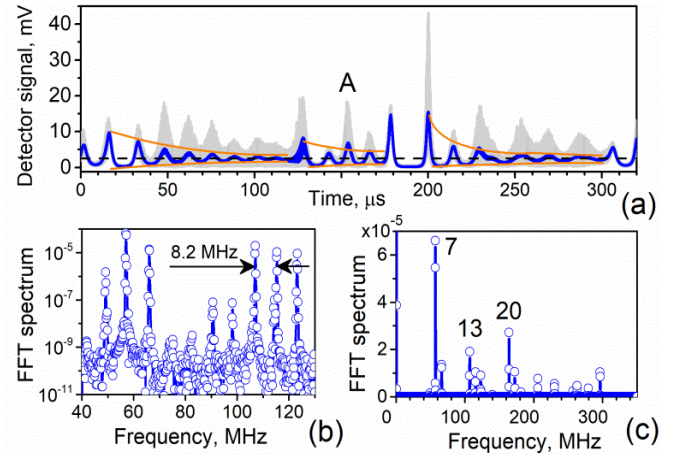 Detector signal, mV
40
30
20
10
0
A
0
50
100
150
200
250
300
Time, μs
(a)
FFT spectrum
10-5
10-7
10-9
10-11
8.2 MHz
40
60
80
100
120
Frequency, MHz
(b)
x10-5
FFT spectrum
8
6
4
2
0
7
13
20
0
100
200
300
Frequency, MHz
(c)